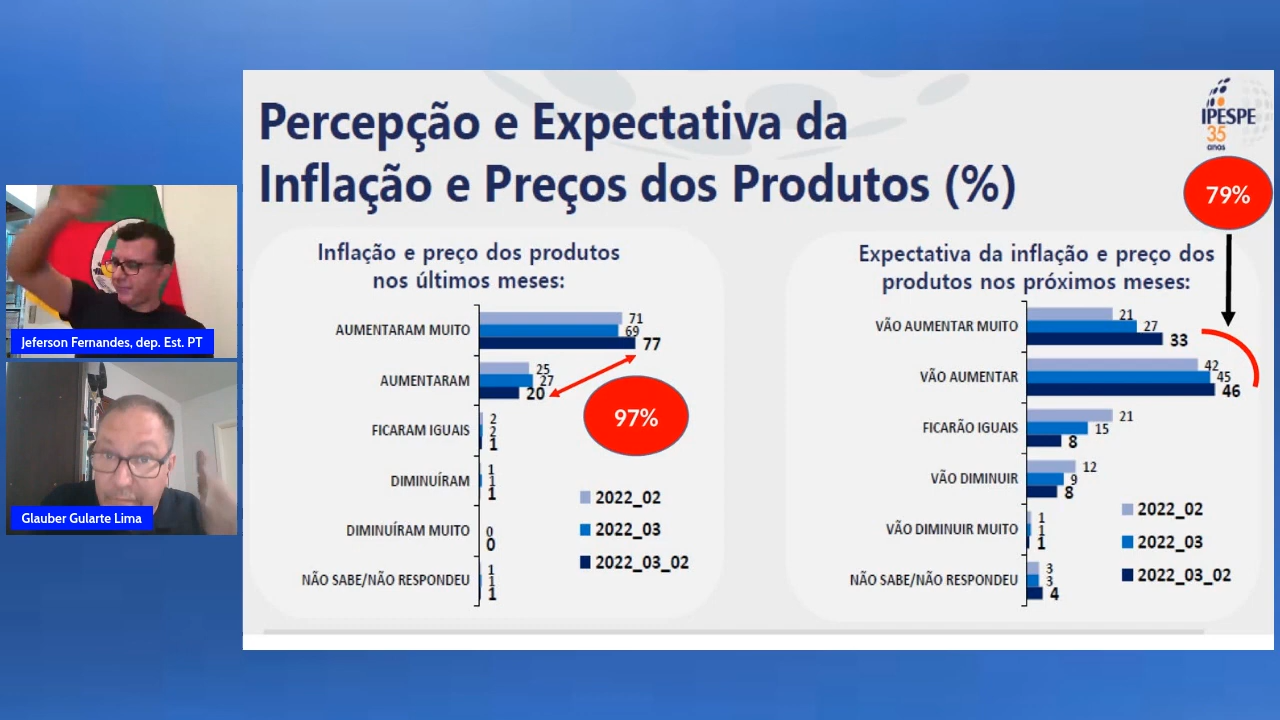 Percepção e Expectativa da
Inflação e Preços dos Produtos (%)
IPESPE
35
anos
79%
Inflação e preço dos produtos
nos últimos meses:
AUMENTARAM MUITO
71
69
77
AUMENTARAM
25
27
20
97%
FICARAM IGUAIS
2
2
1
DIMINUÍRAM
1
1
1
DIMINUÍRAM MUITO
0
0
NÃO SABE/NÃO RESPONDEU
1
1
1
2022_02
2022_03
2022_03_02
Expectativa da inflação e preço dos
produtos nos próximos meses:
VÃO AUMENTAR MUITO
21
27
33
VÃO AUMENTAR
42
45
46
FICARÃO IGUAIS
21
15
8
VÃO DIMINUIR
12
9
8
VÃO DIMINUIR MUITO
1
1
1
NÃO SABE/NÃO RESPONDEU
3
3
4
2022_02
2022_03
2022_03_02
Jeferson Fernandes, dep. Est. PT
Glauber Gularte Lima